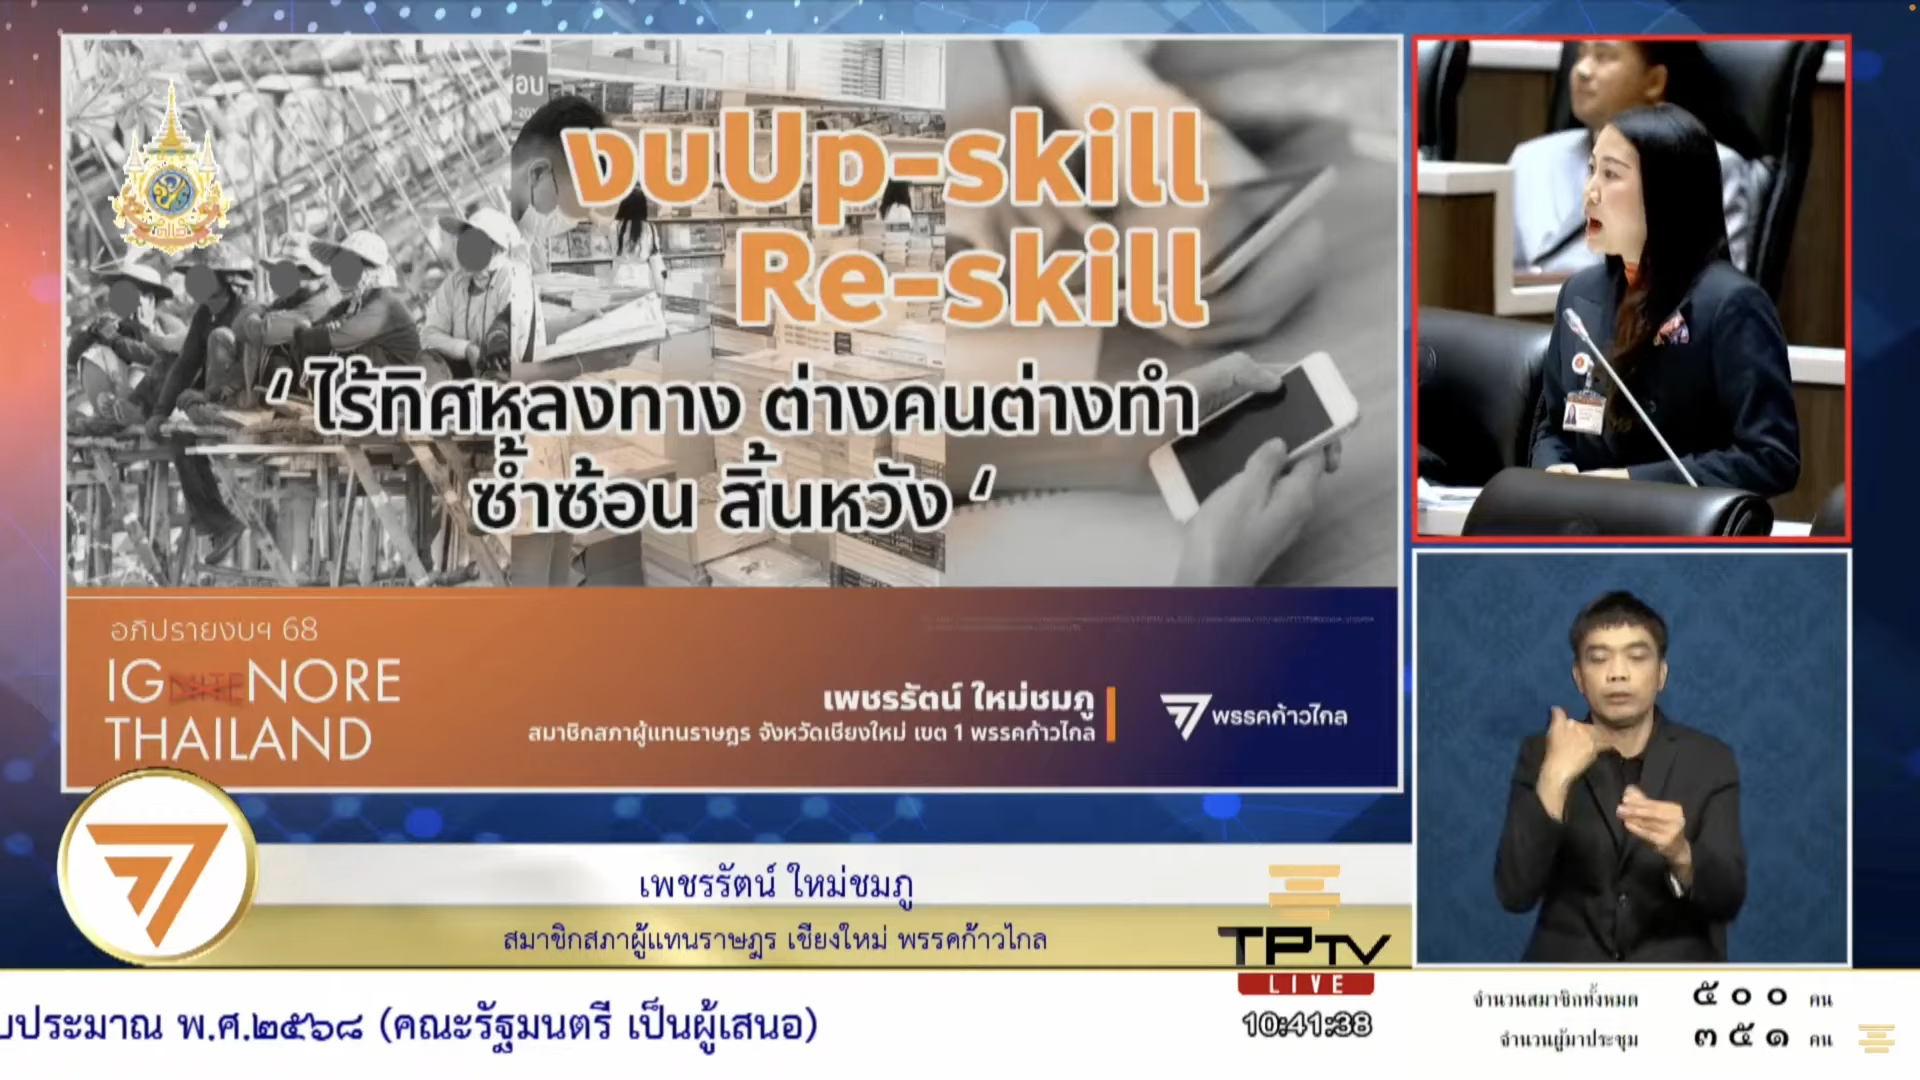 งบUp-skill
Re-skill
‘ ไร้ทิศหลงทาง ต่างคนต่างทำ
ซ้ำซ้อน สิ้นหวัง ‘
อภิปรายงบฯ 68
IGNITENORE
THAILAND
เพชรรัตน์ ใหม่ชมภู
สมาชิกสภาผู้แทนราษฎร จังหวัดเชียงใหม่ เขต 1 พรรคก้าวไกล
พรรคก้าวไกล
เพชรรัตน์ ใหม่ชมภู
สมาชิกสภาผู้แทนราษฎร เชียงใหม่ พรรคก้าวไกล
TPTV
LIVE
10:41:38
บประมาณ พ.ศ.๒๕๖๘ (คณะรัฐมนตรี เป็นผู้เสนอ)
จำนวนสมาชิกทั้งหมด ๕๐๐ คน
จำนวนผู้มาประชุม ๓๕๑ คน